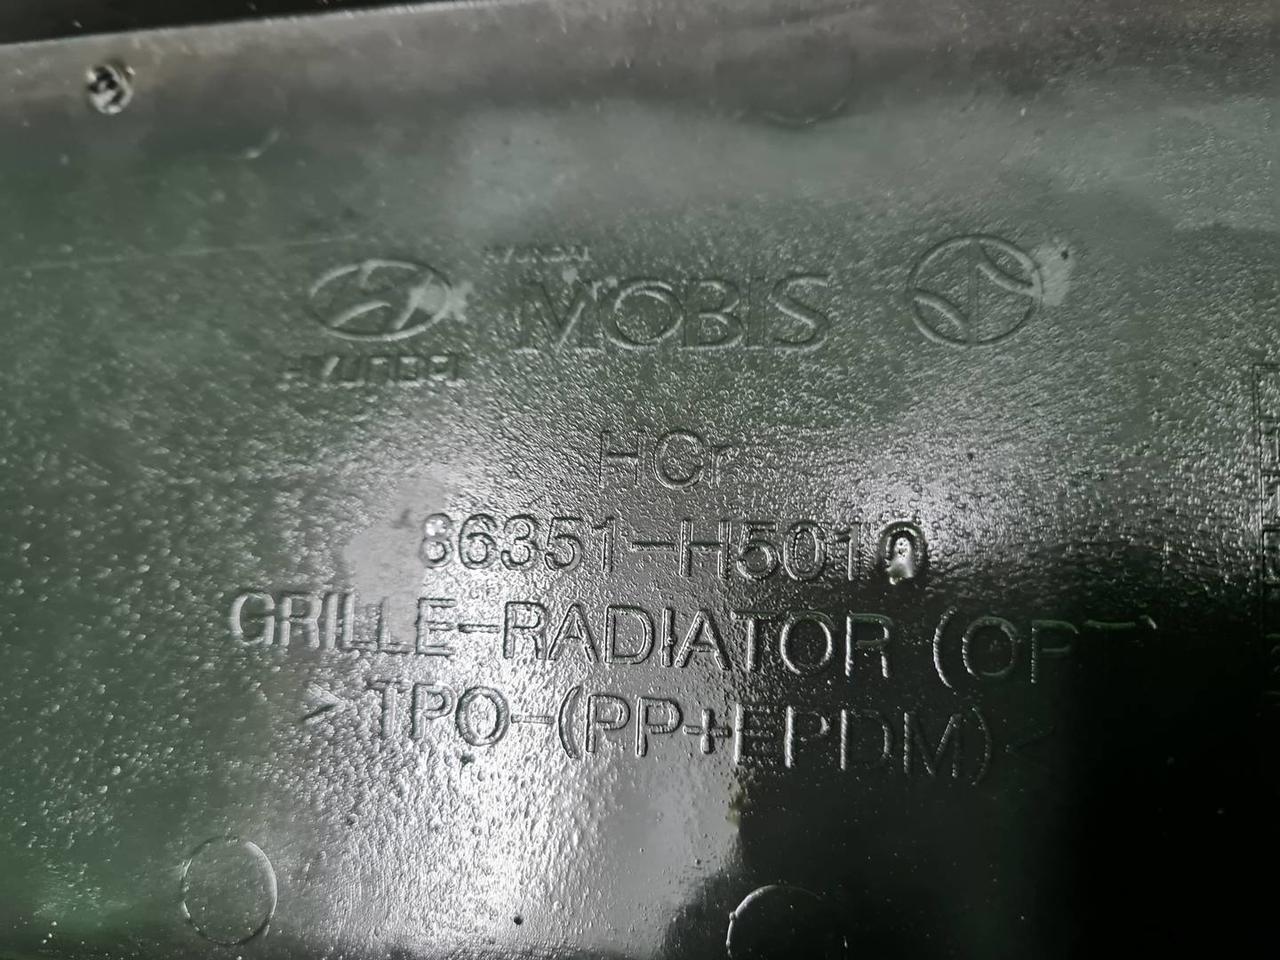 HYUNDAI
MOBIS
HYUNDAI
HCr
86351-H5010
GRILLE-RADIATOR (OPT
>TPO-(PP+EPDM)<